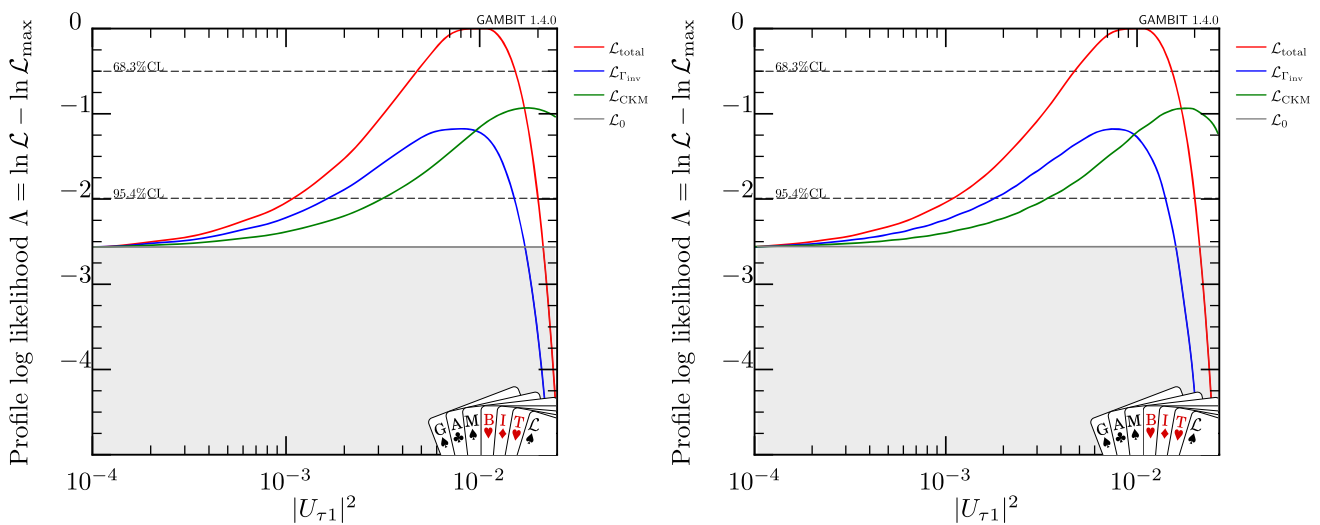 GAMBIT 1.4.0
Profile log likelihood Λ = ln ℒ − ln ℒmax
0
−1
−2
−3
−4
68.3%CL
95.4%CL
ℒtotal
ℒΓinv
ℒCKM
ℒ0
G A M B I T ℒ
10⁻⁴ 10⁻³ 10⁻²
|Uτ1|²
GAMBIT 1.4.0
Profile log likelihood Λ = ln ℒ − ln ℒmax
0
−1
−2
−3
−4
68.3%CL
95.4%CL
ℒtotal
ℒΓinv
ℒCKM
ℒ0
G A M B I T ℒ
10⁻⁴ 10⁻³ 10⁻²
|Uτ1|²